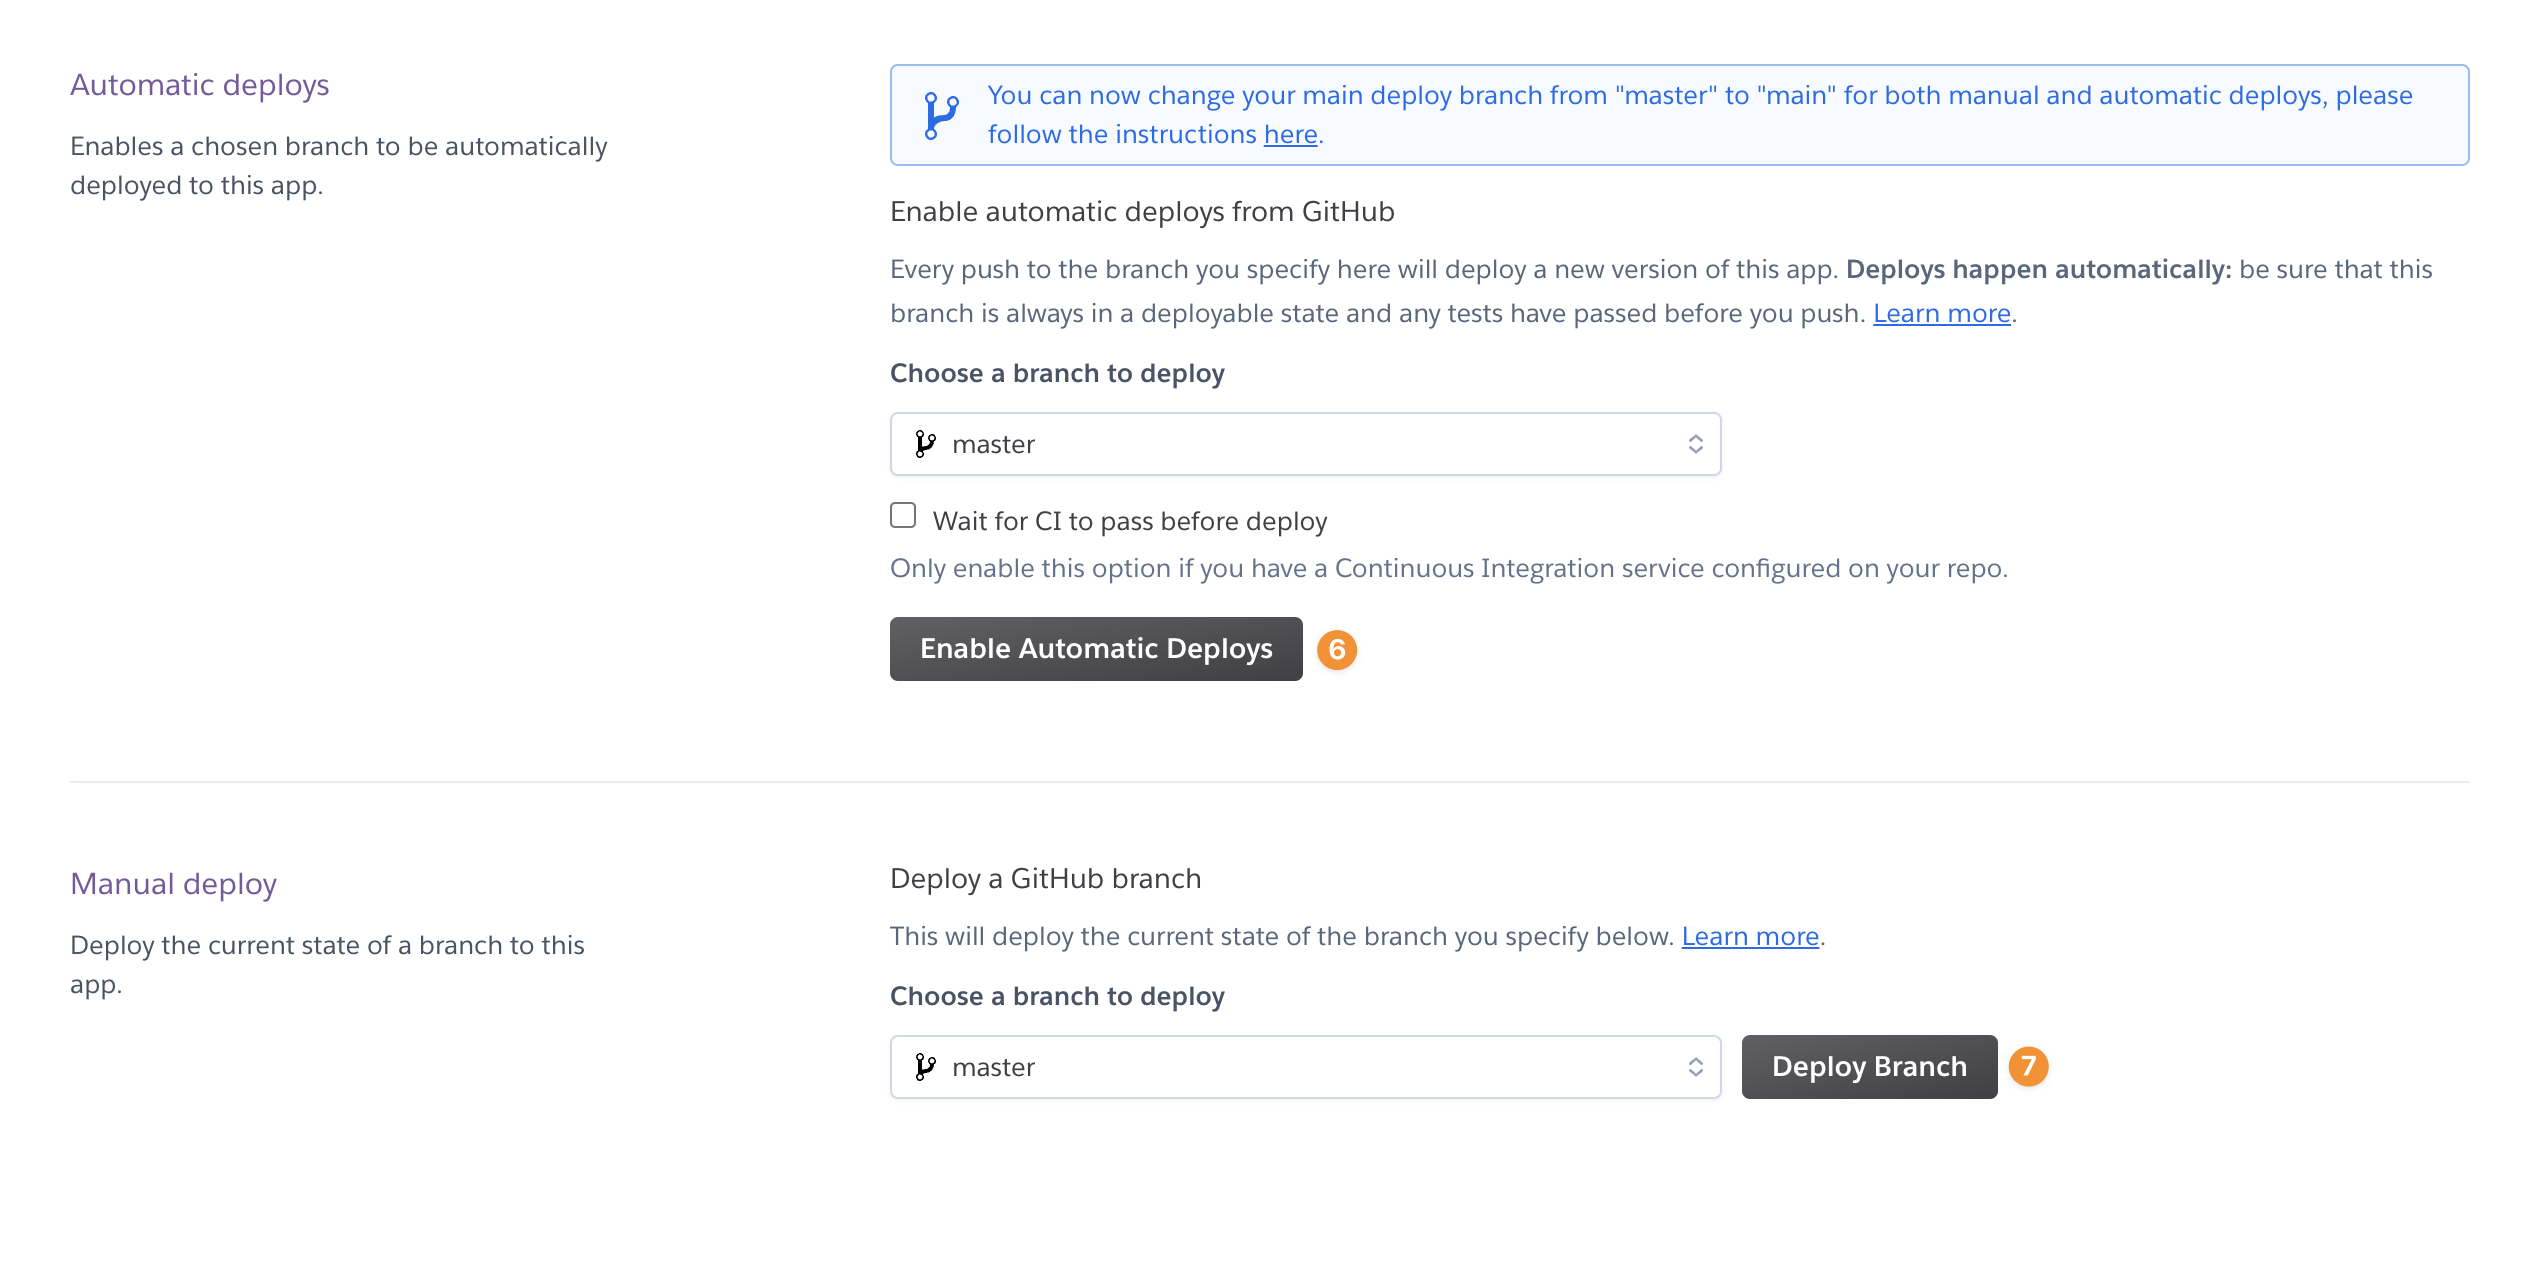 Automatic deploys
Enables a chosen branch to be automatically
deployed to this app.
You can now change your main deploy branch from "master" to "main" for both manual and automatic deploys, please
follow the instructions here.
Enable automatic deploys from GitHub
Every push to the branch you specify here will deploy a new version of this app. Deploys happen automatically: be sure that this
branch is always in a deployable state and any tests have passed before you push. Learn more.
Choose a branch to deploy
master
Wait for CI to pass before deploy
Only enable this option if you have a Continuous Integration service configured on your repo.
Enable Automatic Deploys 6
Manual deploy
Deploy the current state of a branch to this
app.
Deploy a GitHub branch
This will deploy the current state of the branch you specify below. Learn more.
Choose a branch to deploy
master
Deploy Branch 7